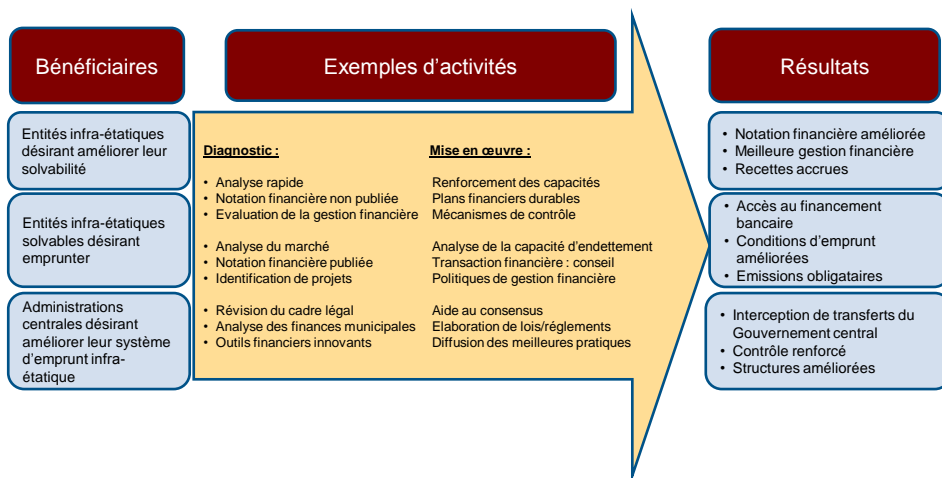 Bénéficiaires
Exemples d'activités
Résultats
Entités infra-étatiques
désirant améliorer leur
solvabilité
Entités infra-étatiques
solvables désirant
emprunter
Administrations
centrales désirant
améliorer leur système
d'emprunt infra-
étatique
Diagnostic :
• Analyse rapide
• Notation financière non publiée
• Evaluation de la gestion financière
• Analyse du marché
• Notation financière publiée
• Identification de projets
• Révision du cadre légal
• Analyse des finances municipales
• Outils financiers innovants
Mise en œuvre :
Renforcement des capacités
Plans financiers durables
Mécanismes de contrôle
Analyse de la capacité d'endettement
Transaction financière : conseil
Politiques de gestion financière
Aide au consensus
Elaboration de lois/réglements
Diffusion des meilleures pratiques
• Notation financière améliorée
• Meilleure gestion financière
• Recettes accrues
• Accès au financement
bancaire
• Conditions d'emprunt
améliorées
• Emissions obligataires
• Interception de transferts du
Gouvernement central
• Contrôle renforcé
• Structures améliorées